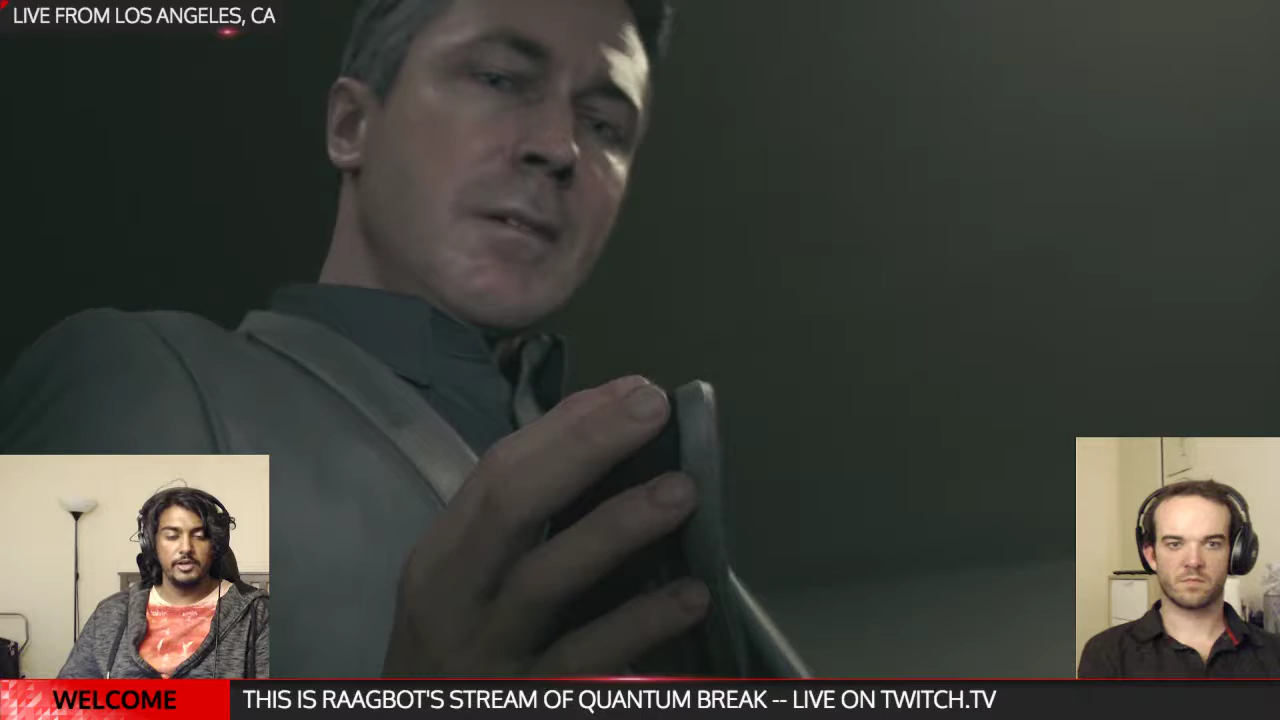 LIVE FROM LOS ANGELES, CA
WELCOME
THIS IS RAAGBOT'S STREAM OF QUANTUM BREAK -- LIVE ON TWITCH.TV